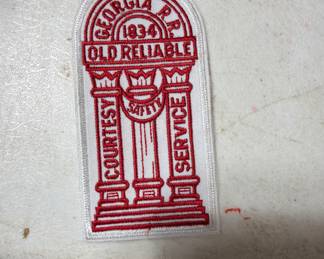 GEORGIA R.R.
1834
OLD RELIABLE
SAFETY
COURTESY
SERVICE